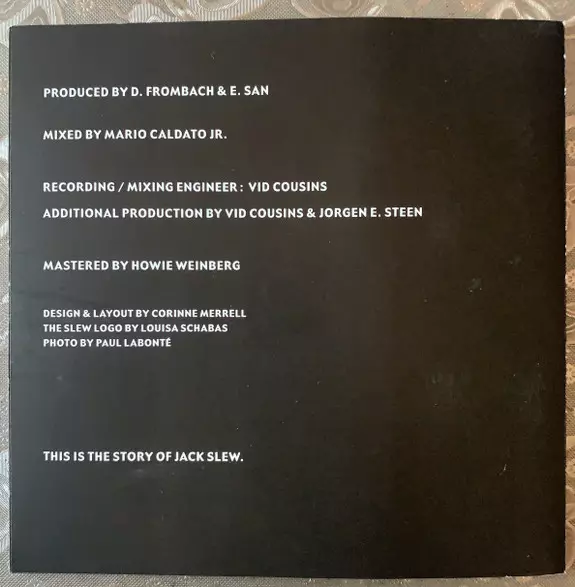 PRODUCED BY D. FROMBACH & E. SAN
MIXED BY MARIO CALDATO JR.
RECORDING / MIXING ENGINEER : VID COUSINS
ADDITIONAL PRODUCTION BY VID COUSINS & JORGEN E. STEEN
MASTERED BY HOWIE WEINBERG
DESIGN & LAYOUT BY CORINNE MERRELL
THE SLEW LOGO BY LOUISA SCHABAS
PHOTO BY PAUL LABONTÉ
THIS IS THE STORY OF JACK SLEW.